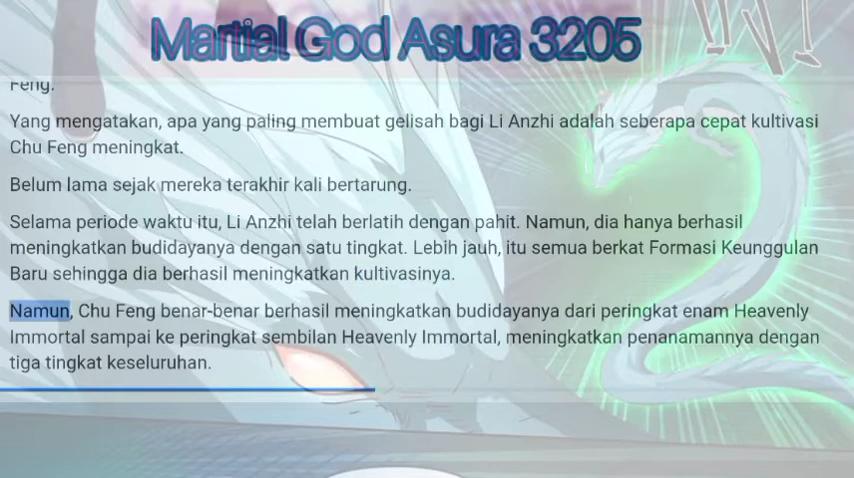 Martial God Asura 3205
Feng.
Yang mengatakan, apa yang paling membuat gelisah bagi Li Anzhi adalah seberapa cepat kultivasi
Chu Feng meningkat.
Belum lama sejak mereka terakhir kali bertarung.
Selama periode waktu itu, Li Anzhi telah berlatih dengan pahit. Namun, dia hanya berhasil
meningkatkan budidayanya dengan satu tingkat. Lebih jauh, itu semua berkat Formasi Keunggulan
Baru sehingga dia berhasil meningkatkan kultivasinya.
Namun, Chu Feng benar-benar berhasil meningkatkan budidayanya dari peringkat enam Heavenly
Immortal sampai ke peringkat sembilan Heavenly Immortal, meningkatkan penanamannya dengan
tiga tingkat keseluruhan.